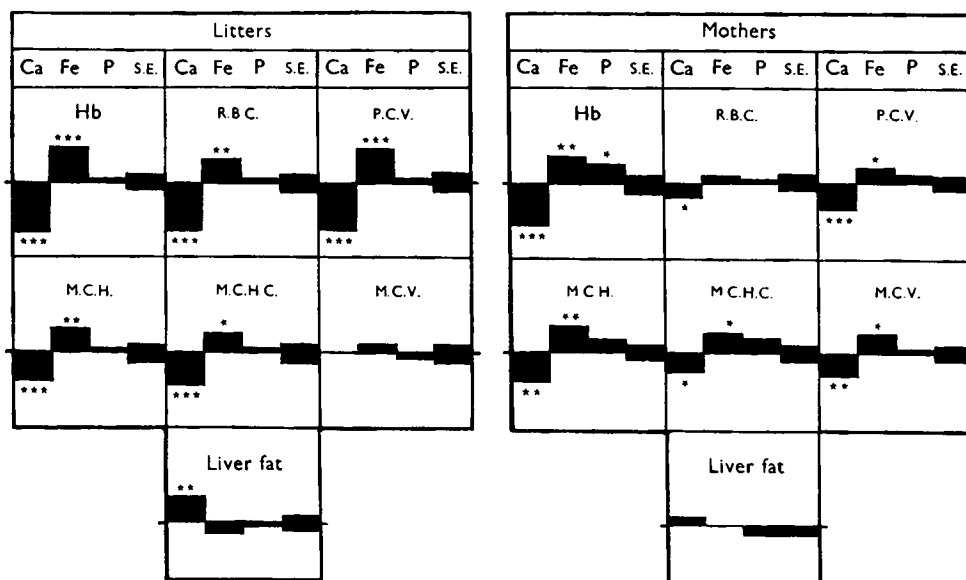 Litters
Mothers
Ca Fe P S.E. Ca Fe P S.E. Ca Fe P S.E.
Ca Fe P S.E. Ca Fe P S.E. Ca Fe P S.E.
Hb R.B C. P.C.V.
Hb R.B.C. P.C.V.
*** ** ***
** * *
*** *** ***
*** * ***
M.C.H. M.C.H C. M.C.V.
M C H. M C.H.C. M.C.V.
** *
** * *
*** ***
** * **
Liver fat
Liver fat
**